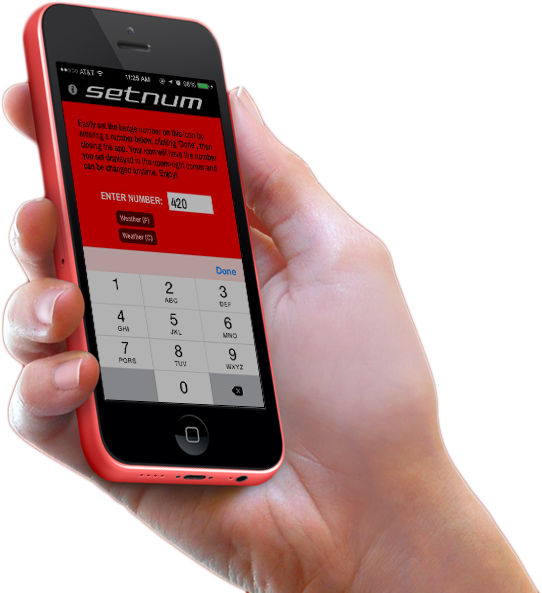 AT&T 11:25 AM 96%
setnum
Easily set the badge number on this icon by
entering a number below, clicking 'Done', then
closing the app. Your icon will have the number
you set displayed in the upper-right corner and
can be changed anytime. Enjoy!
ENTER NUMBER: 420
Weather (F)
Weather (C)
Done
1 2 3
ABC DEF
4 5 6
GHI JKL MNO
7 8 9
PQRS TUV WXYZ
0